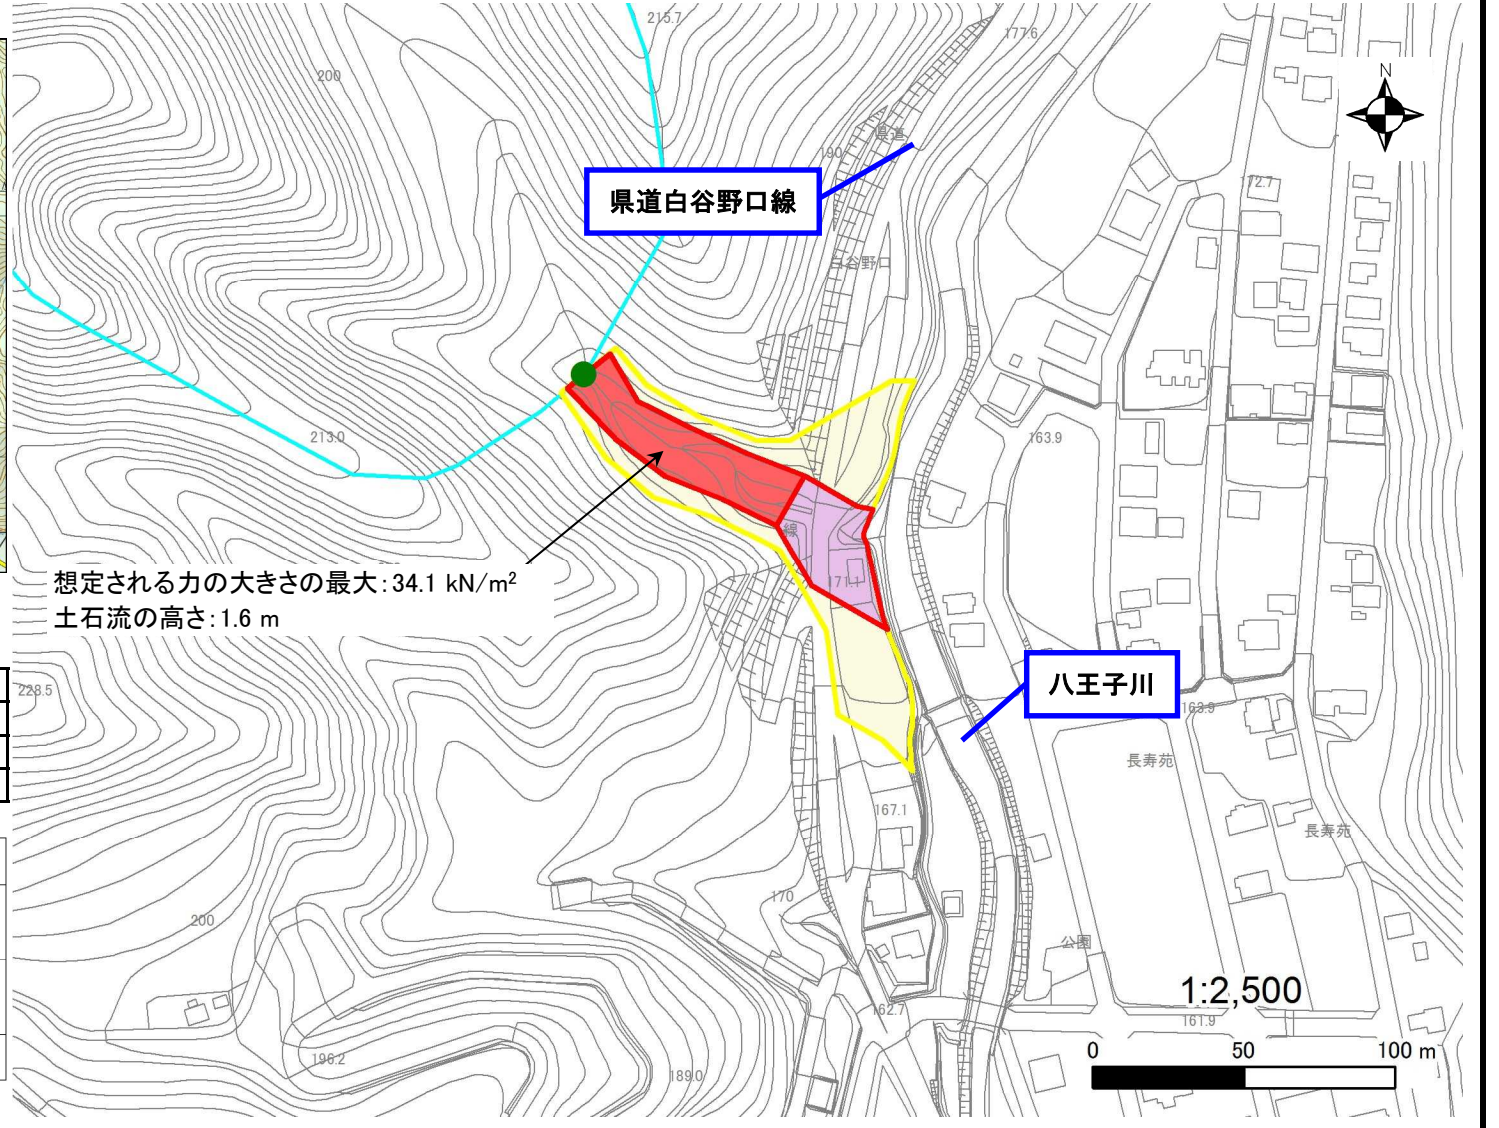 215.7
177.6
200
N
県道
190
県道白谷野口線
172.7
白谷野口
213.0
163.9
線
171.1
想定される力の大きさの最大：34.1 kN/m²
土石流の高さ：1.6 m
八王子川
228.5
163.9
長寿苑
167.1
長寿苑
170
200
公園
1:2,500
162.7
161.9
0 50 100 m
196.2
189.0